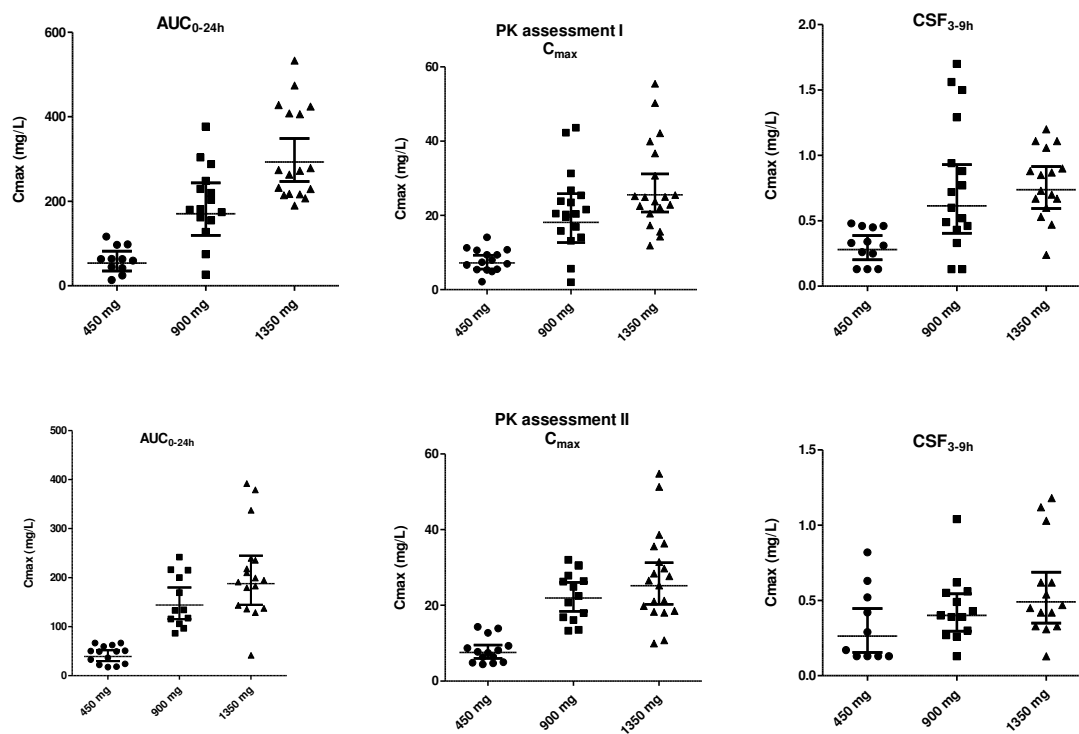 AUC0-24h
600
400
200
0
Cmax (mg/L)
450 mg
900 mg
1350 mg
PK assessment I
Cmax
60
40
20
0
Cmax (mg/L)
450 mg
900 mg
1350 mg
CSF3-9h
2.0
1.5
1.0
0.5
0.0
Cmax (mg/L)
450 mg
900 mg
1350 mg
AUC0-24h
500
400
300
200
100
0
Cmax (mg/L)
450 mg
900 mg
1350 mg
PK assessment II
Cmax
60
40
20
0
Cmax (mg/L)
450 mg
900 mg
1350 mg
CSF3-9h
1.5
1.0
0.5
0.0
Cmax (mg/L)
450 mg
900 mg
1350 mg